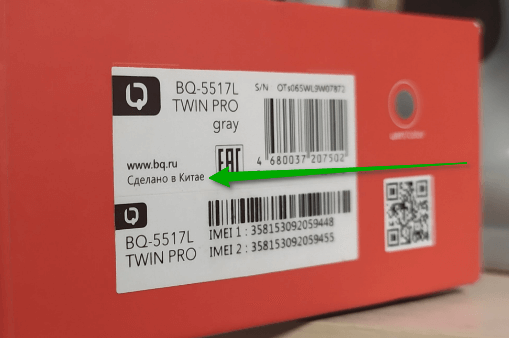 BQ-5517L
TWIN PRO
gray
S/N
www.bq.ru
Сделано в Китае
EAC
4 680037 207502
BQ-5517L
TWIN PRO
IMEI 1 : 358153092059448
IMEI 2 : 358153092059455